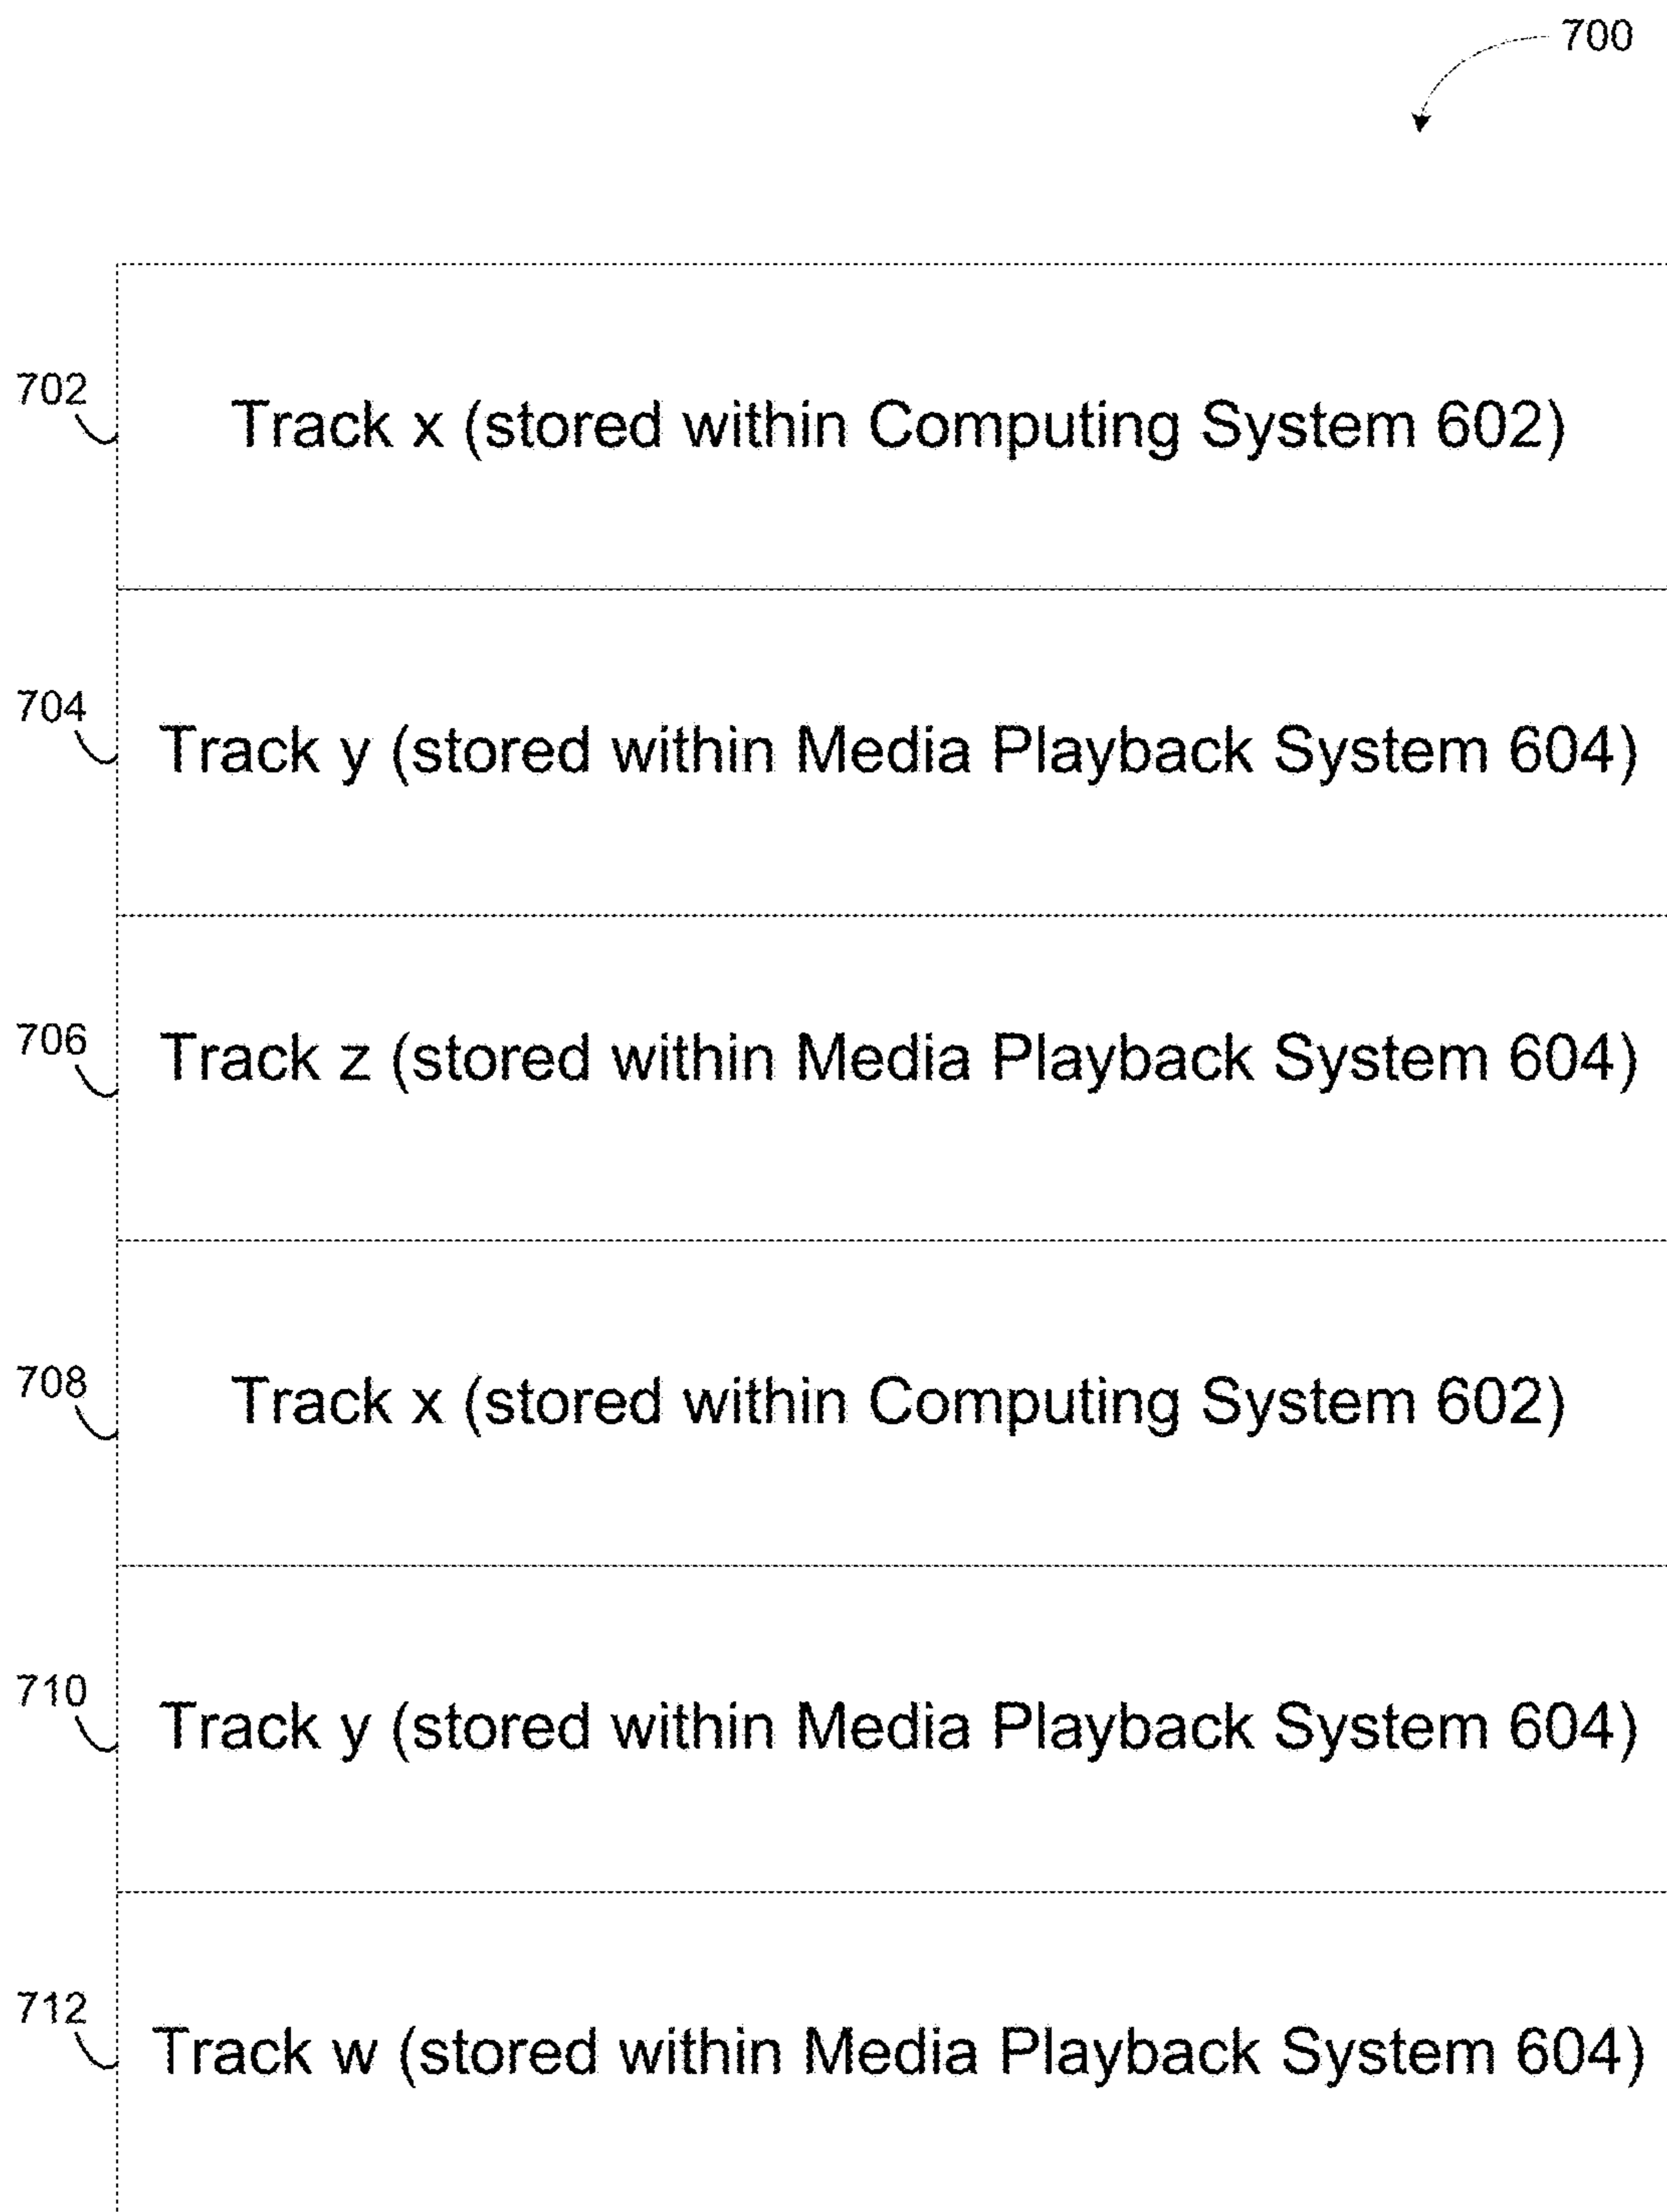 700
702
Track x (stored within Computing System 602)
704
Track y (stored within Media Playback System 604)
706
Track z (stored within Media Playback System 604)
708
Track x (stored within Computing System 602)
710
Track y (stored within Media Playback System 604)
712
Track w (stored within Media Playback System 604)